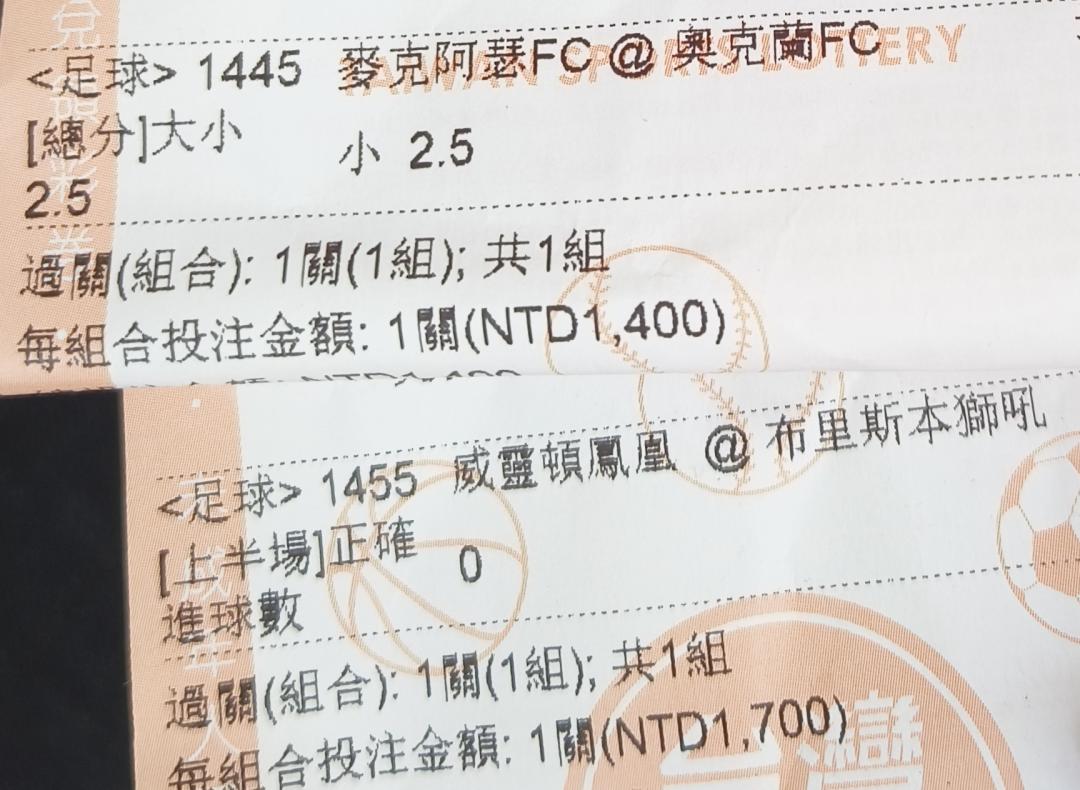 <足球> 1445 麥克阿瑟FC @ 奧克蘭FC
TAIWAN SPORTS LOTTERY
[總分]大小 小 2.5
2.5
過關(組合): 1關(1組); 共1組
每組合投注金額: 1關(NTD1,400)
<足球> 1455 威靈頓鳳凰 @ 布里斯本獅吼
[上半場]正確 0
進球數
過關(組合): 1關(1組); 共1組
每組合投注金額: 1關(NTD1,700)